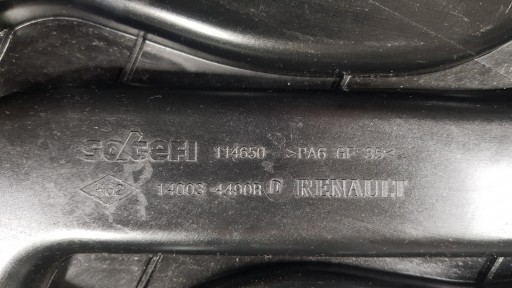 sogefi 114650 >PA6 GF 35<
14003 4490R D RENAULT